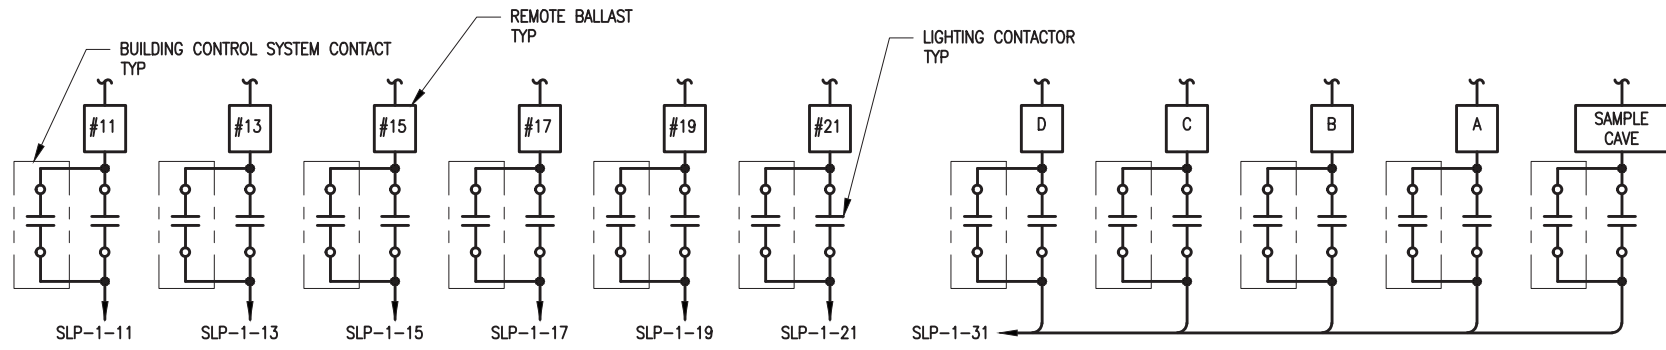 REMOTE BALLAST
TYP
BUILDING CONTROL SYSTEM CONTACT
TYP
LIGHTING CONTACTOR
TYP
#11
#13
#15
#17
#19
#21
D
C
B
A
SAMPLE
CAVE
SLP-1-11
SLP-1-13
SLP-1-15
SLP-1-17
SLP-1-19
SLP-1-21
SLP-1-31